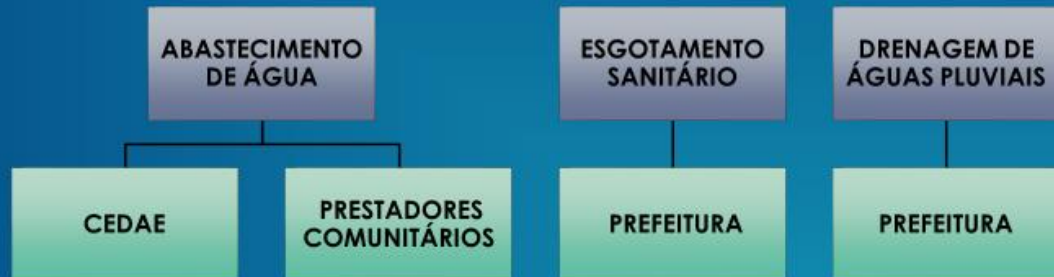 ABASTECIMENTO
DE ÁGUA
ESGOTAMENTO
SANITÁRIO
DRENAGEM DE
ÁGUAS PLUVIAIS
CEDAE
PRESTADORES
COMUNITÁRIOS
PREFEITURA
PREFEITURA